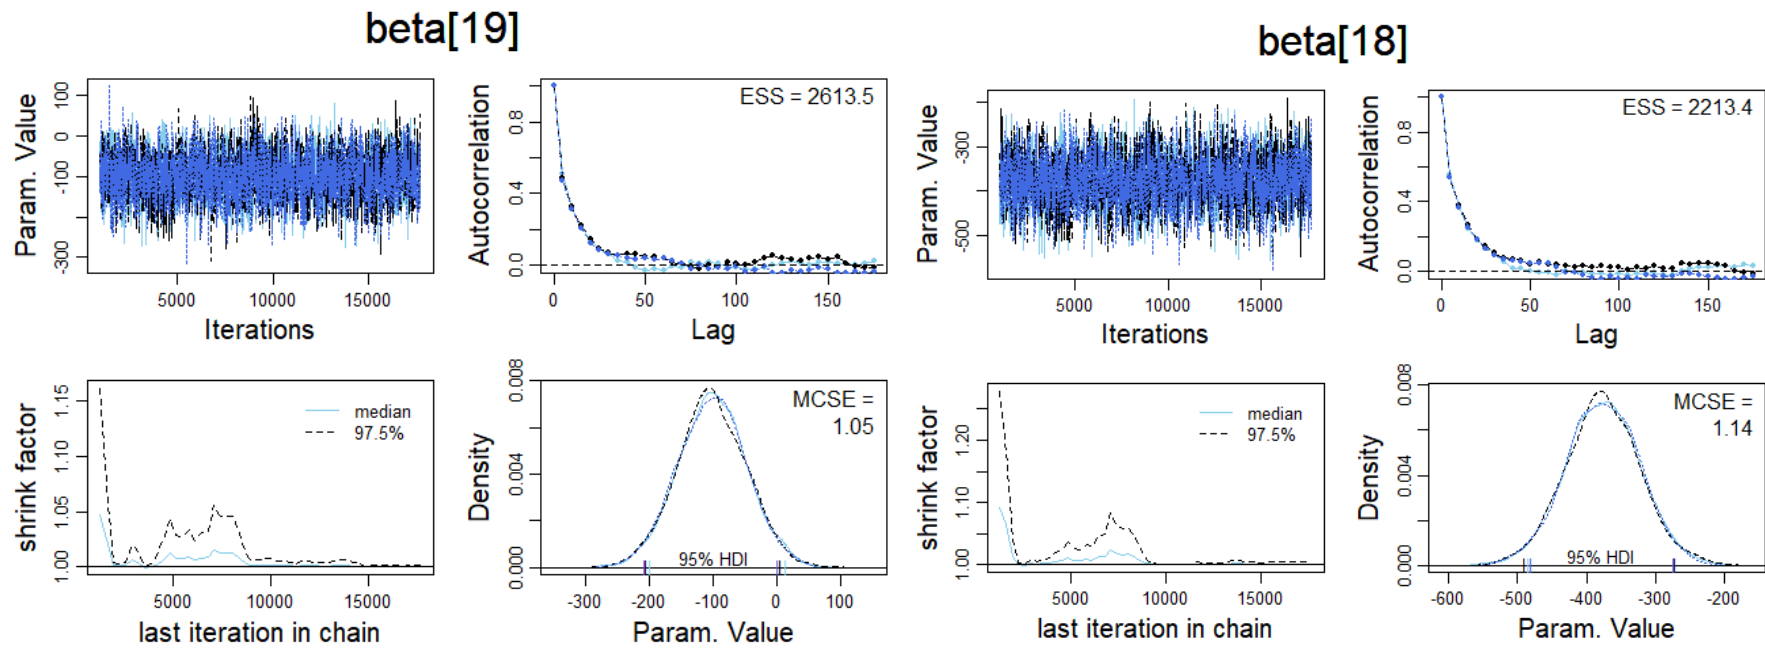 beta[19]
Param. Value
100
0
-100
-300
5000
10000
15000
Iterations
Autocorrelation
0.8
0.4
0.0
ESS = 2613.5
0
50
100
150
Lag
shrink factor
1.15
1.10
1.05
1.00
median
97.5%
5000
10000
15000
last iteration in chain
Density
0.008
0.004
0.000
MCSE =
1.05
95% HDI
-300
-200
-100
0
100
Param. Value
beta[18]
Param. Value
-300
-500
5000
10000
15000
Iterations
Autocorrelation
0.8
0.4
0.0
ESS = 2213.4
0
50
100
150
Lag
shrink factor
1.20
1.10
1.00
median
97.5%
5000
10000
15000
last iteration in chain
Density
0.008
0.004
0.000
MCSE =
1.14
95% HDI
-600
-500
-400
-300
-200
Param. Value